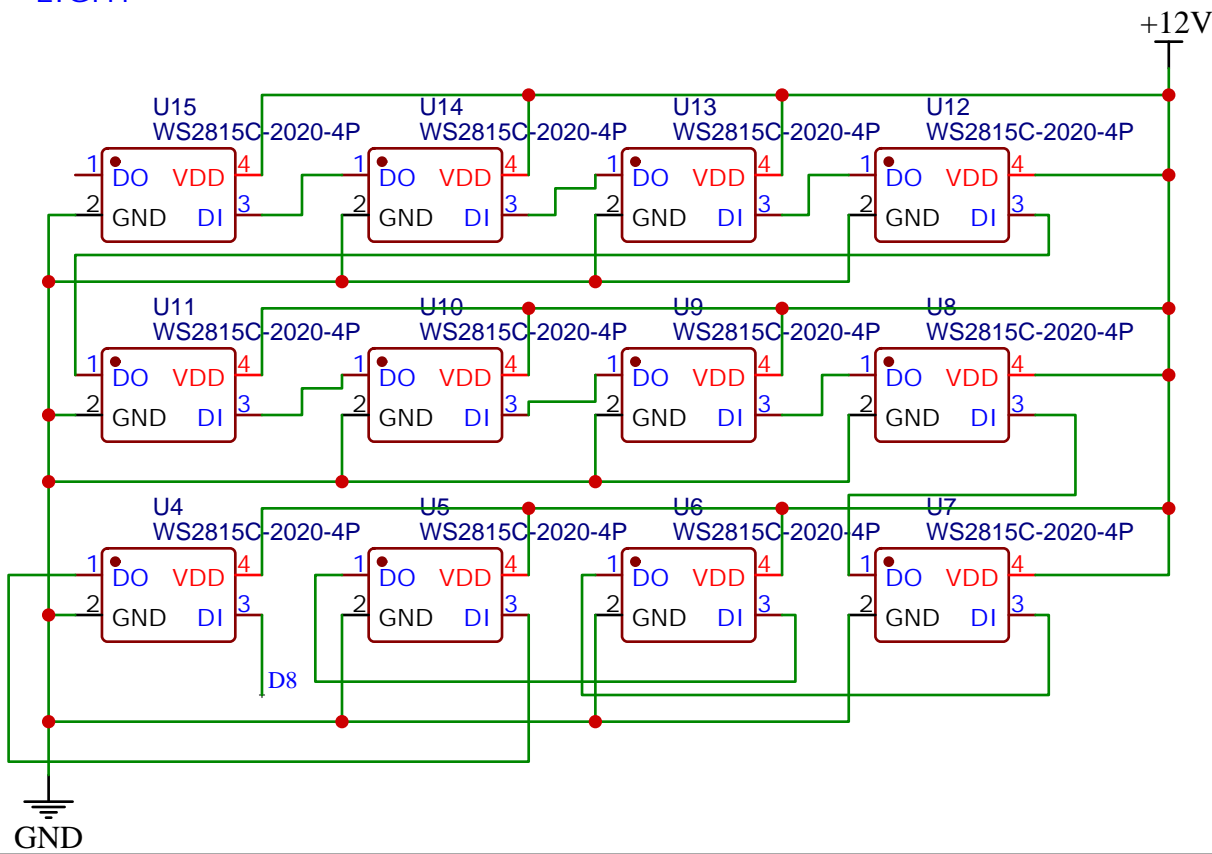 +12V
U15 U14 U13 U12
WS2815C-2020-4P WS2815C-2020-4P WS2815C-2020-4P WS2815C-2020-4P
1 DO VDD 4 1 DO VDD 4 1 DO VDD 4 1 DO VDD 4
2 GND DI 3 2 GND DI 3 2 GND DI 3 2 GND DI 3
U11 U10 U9 U8
WS2815C-2020-4P WS2815C-2020-4P WS2815C-2020-4P WS2815C-2020-4P
1 DO VDD 4 1 DO VDD 4 1 DO VDD 4 1 DO VDD 4
2 GND DI 3 2 GND DI 3 2 GND DI 3 2 GND DI 3
U4 U5 U6 U7
WS2815C-2020-4P WS2815C-2020-4P WS2815C-2020-4P WS2815C-2020-4P
1 DO VDD 4 1 DO VDD 4 1 DO VDD 4 1 DO VDD 4
2 GND DI 3 2 GND DI 3 2 GND DI 3 2 GND DI 3
D8
GND